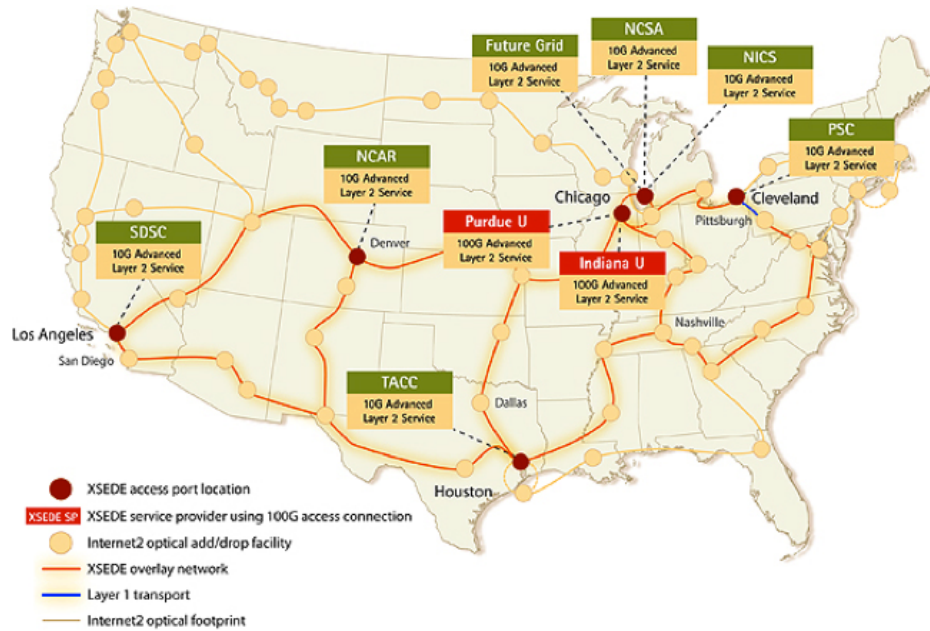 NCSA
10G Advanced
Layer 2 Service
Future Grid
10G Advanced
Layer 2 Service
NICS
10G Advanced
Layer 2 Service
PSC
10G Advanced
Layer 2 Service
NCAR
10G Advanced
Layer 2 Service
Chicago
Cleveland
Pittsburgh
Purdue U
100G Advanced
Layer 2 Service
SDSC
10G Advanced
Layer 2 Service
Denver
Indiana U
100G Advanced
Layer 2 Service
Los Angeles
San Diego
Nashville
TACC
10G Advanced
Layer 2 Service
Dallas
Houston
XSEDE access port location
XSEDE SP XSEDE service provider using 100G access connection
Internet2 optical add/drop facility
XSEDE overlay network
Layer 1 transport
Internet2 optical footprint